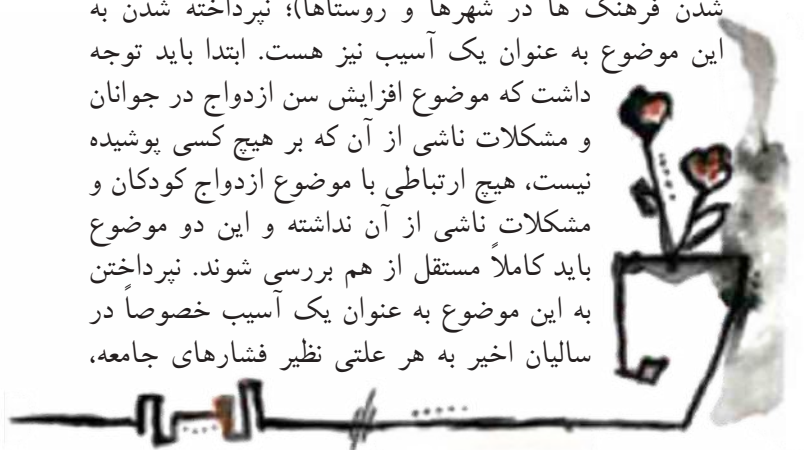 شدن فرهنگ ها در شهرها و روستاها)؛ نپرداخته شدن به
این موضوع به عنوان یک آسیب نیز هست. ابتدا باید توجه
داشت که موضوع افزایش سن ازدواج در جوانان
و مشکلات ناشی از آن که بر هیچ کسی پوشیده
نیست، هیچ ارتباطی با موضوع ازدواج کودکان و
مشکلات ناشی از آن نداشته و این دو موضوع
باید کاملاً مستقل از هم بررسی شوند. نپرداختن
به این موضوع به عنوان یک آسیب خصوصاً در
سالیان اخیر به هر علتی نظیر فشارهای جامعه،